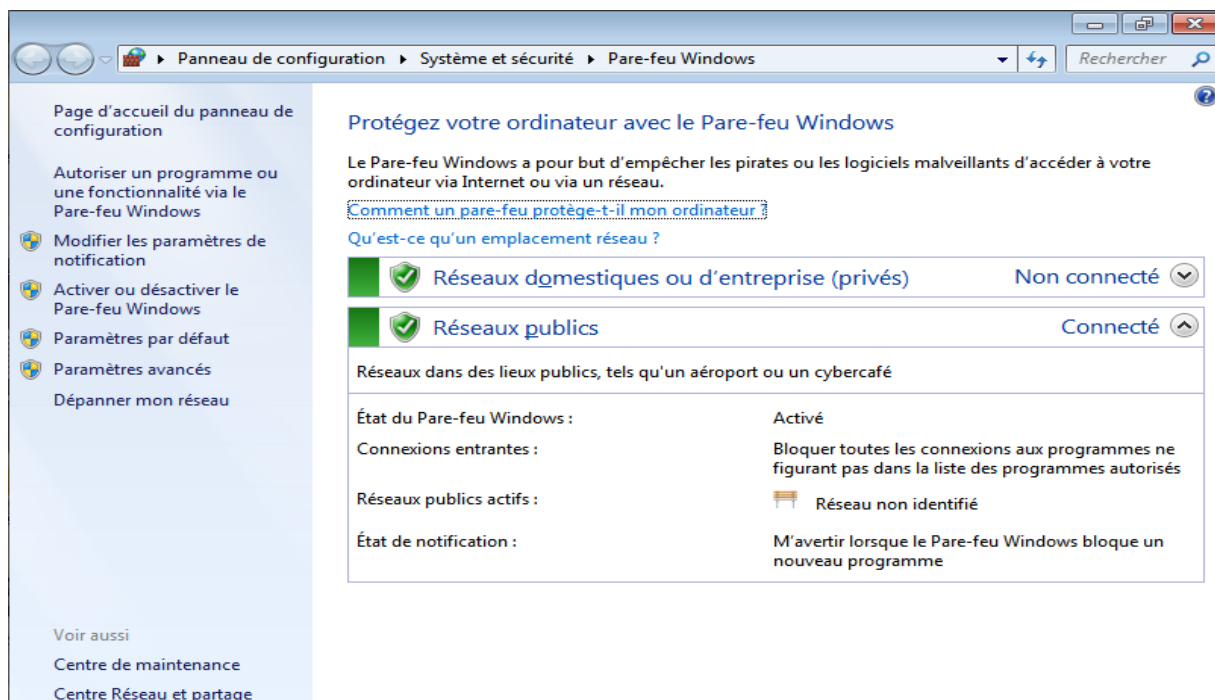 Panneau de configuration ▸ Système et sécurité ▸ Pare-feu Windows
Rechercher
Page d'accueil du panneau de
configuration
Autoriser un programme ou
une fonctionnalité via le
Pare-feu Windows
Modifier les paramètres de
notification
Activer ou désactiver le
Pare-feu Windows
Paramètres par défaut
Paramètres avancés
Dépanner mon réseau
Voir aussi
Centre de maintenance
Centre Réseau et partage
Protégez votre ordinateur avec le Pare-feu Windows
Le Pare-feu Windows a pour but d'empêcher les pirates ou les logiciels malveillants d'accéder à votre
ordinateur via Internet ou via un réseau.
Comment un pare-feu protège-t-il mon ordinateur ?
Qu'est-ce qu'un emplacement réseau ?
Réseaux domestiques ou d'entreprise (privés) Non connecté
Réseaux publics Connecté
Réseaux dans des lieux publics, tels qu'un aéroport ou un cybercafé
État du Pare-feu Windows : Activé
Connexions entrantes : Bloquer toutes les connexions aux programmes ne
figurant pas dans la liste des programmes autorisés
Réseaux publics actifs : Réseau non identifié
État de notification : M'avertir lorsque le Pare-feu Windows bloque un
nouveau programme